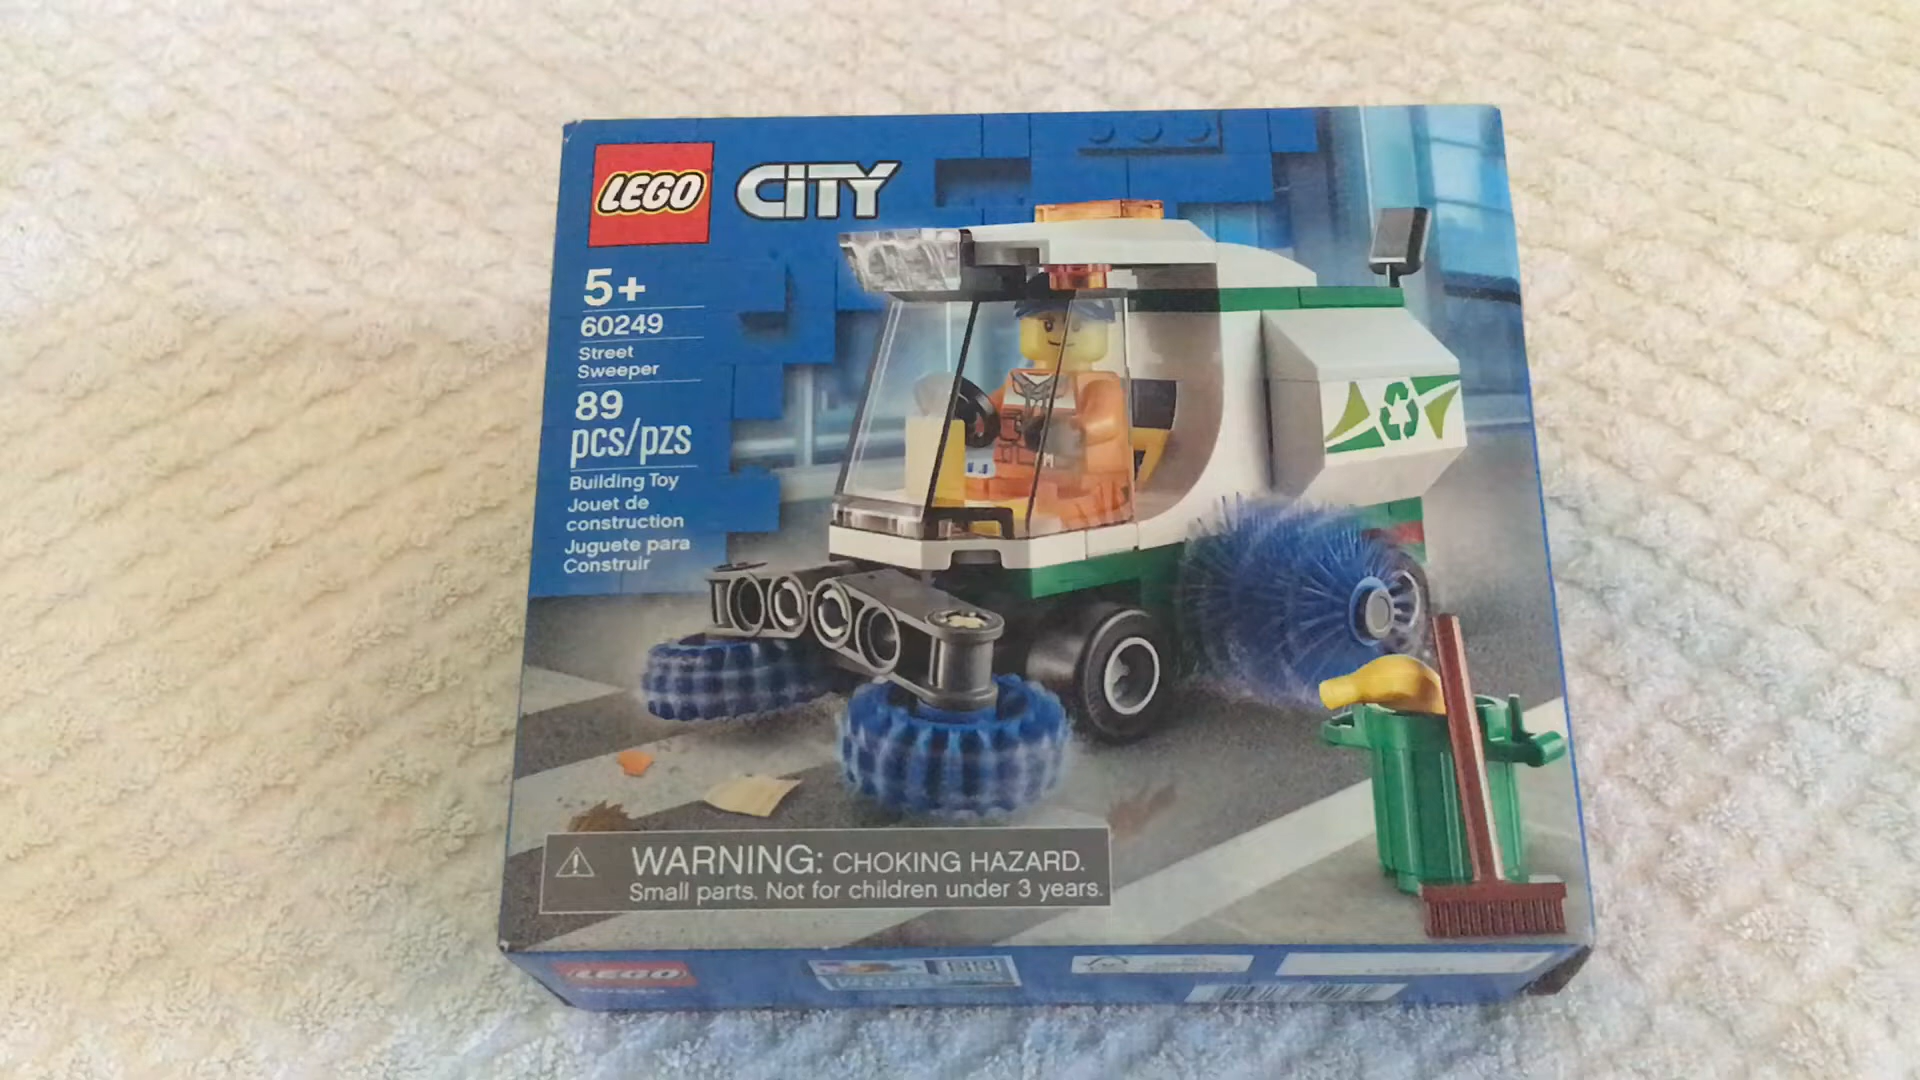 LEGO CITY
5+
60249
Street
Sweeper
89
pcs/pzs
Building Toy
Jouet de
construction
Juguete para
Construir
WARNING: CHOKING HAZARD.
Small parts. Not for children under 3 years.
LEGO